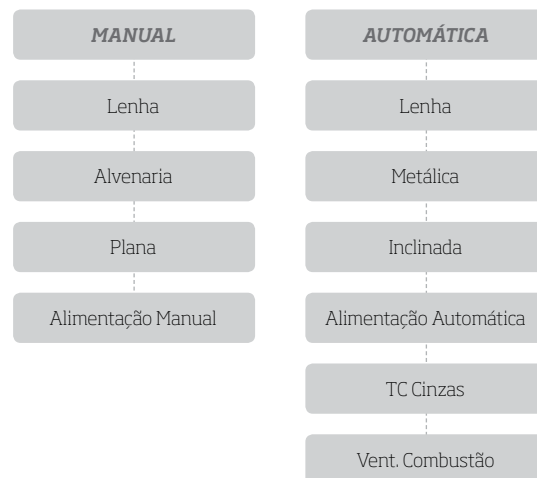 MANUAL
Lenha
Alvenaria
Plana
Alimentação Manual
AUTOMÁTICA
Lenha
Metálica
Inclinada
Alimentação Automática
TC Cinzas
Vent. Combustão